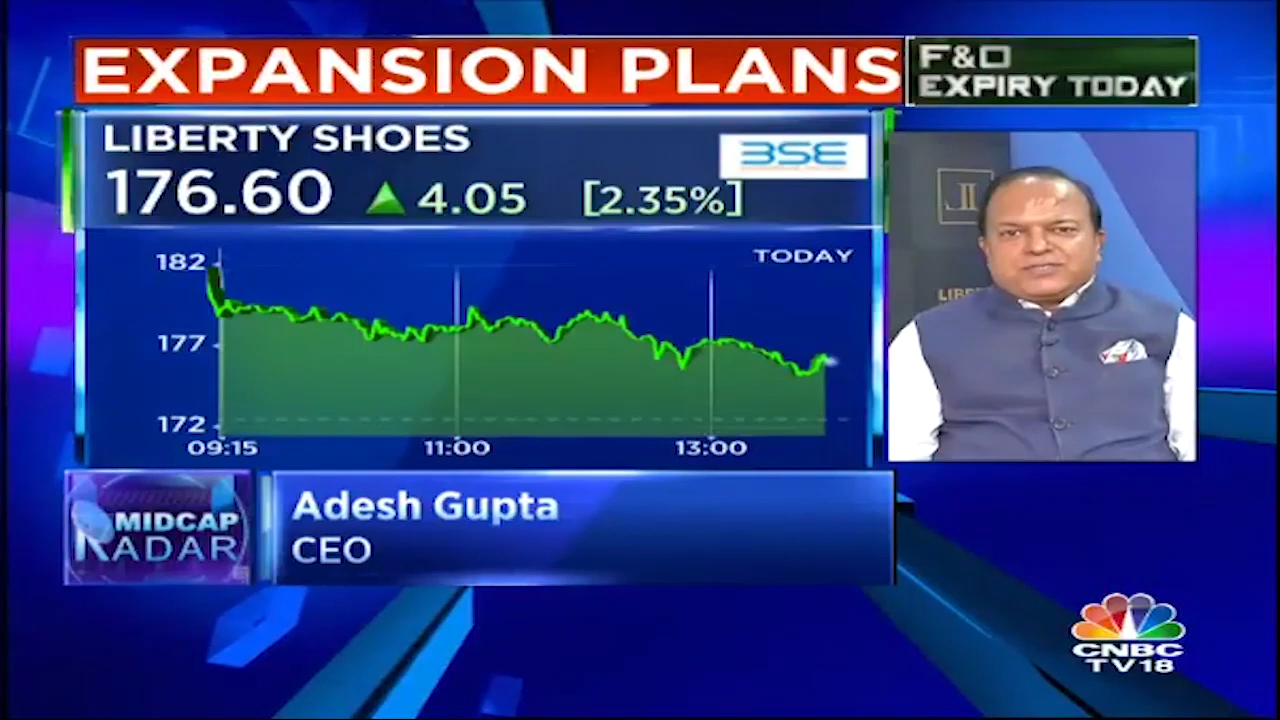 EXPANSION PLANS
F&O
EXPIRY TODAY
LIBERTY SHOES
BSE
176.60 ▲ 4.05 [2.35%]
TODAY
182
177
172
09:15 11:00 13:00
MIDCAP
RADAR
Adesh Gupta
CEO
CNBC
TV18